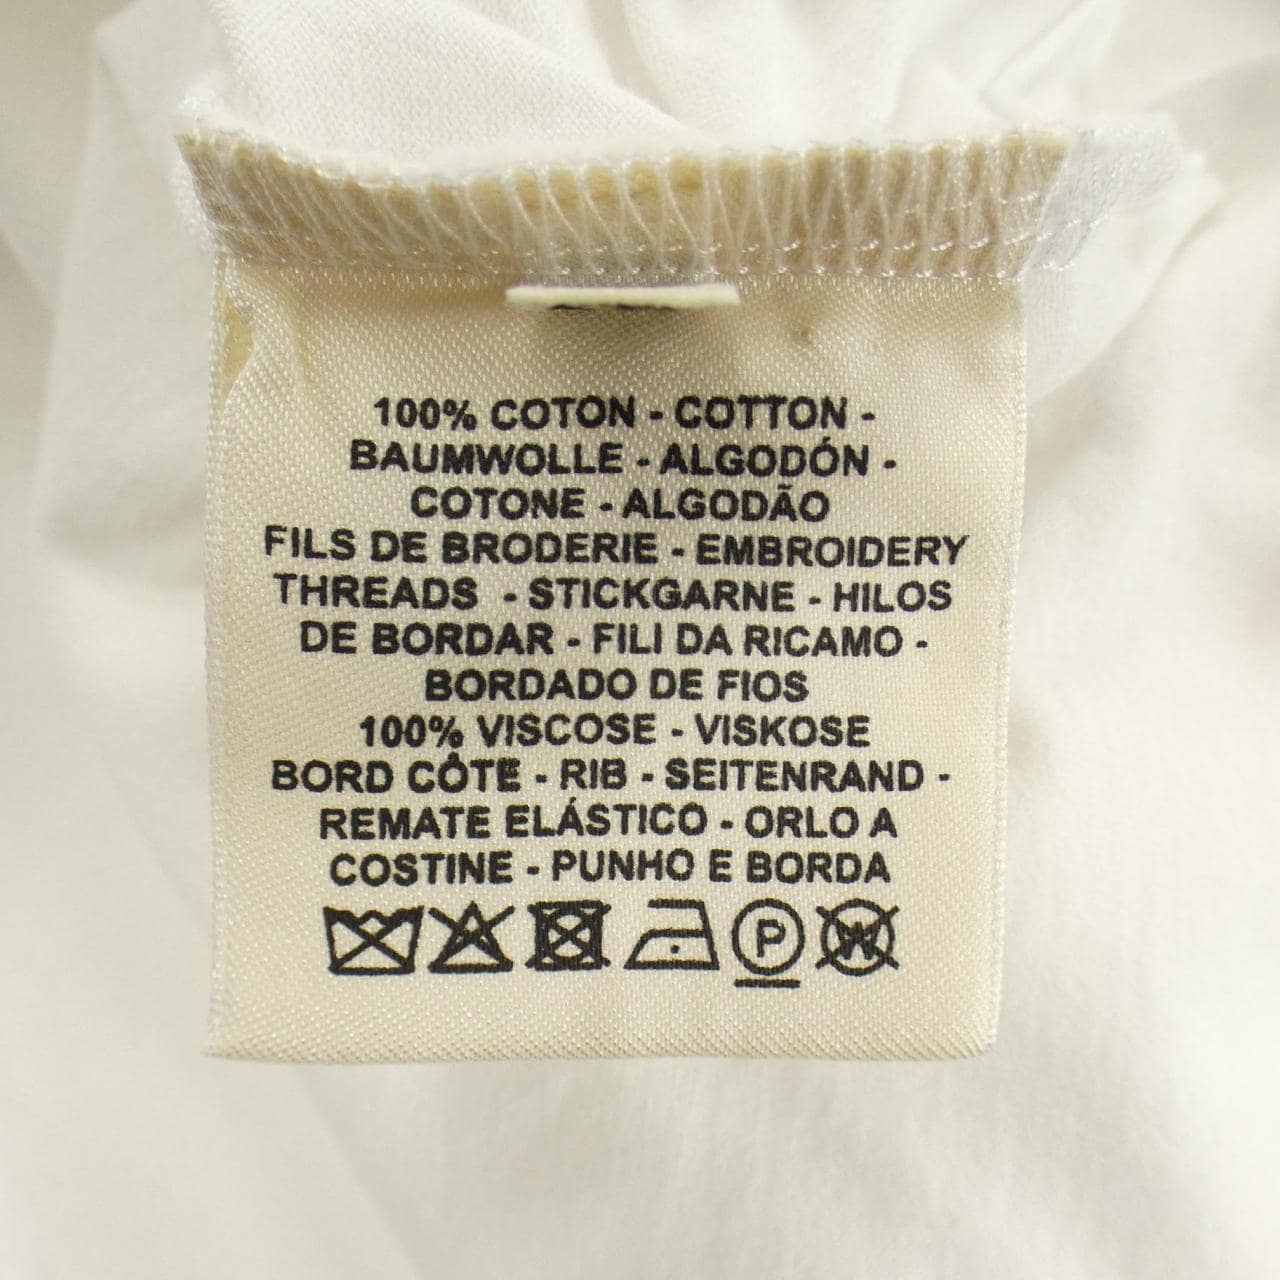 100% COTON - COTTON -
BAUMWOLLE - ALGODÓN -
COTONE - ALGODÃO
FILS DE BRODERIE - EMBROIDERY
THREADS - STICKGARNE - HILOS
DE BORDAR - FILI DA RICAMO -
BORDADO DE FIOS
100% VISCOSE - VISKOSE
BORD CÔTE - RIB - SEITENRAND -
REMATE ELÁSTICO - ORLO A
COSTINE - PUNHO E BORDA
P W